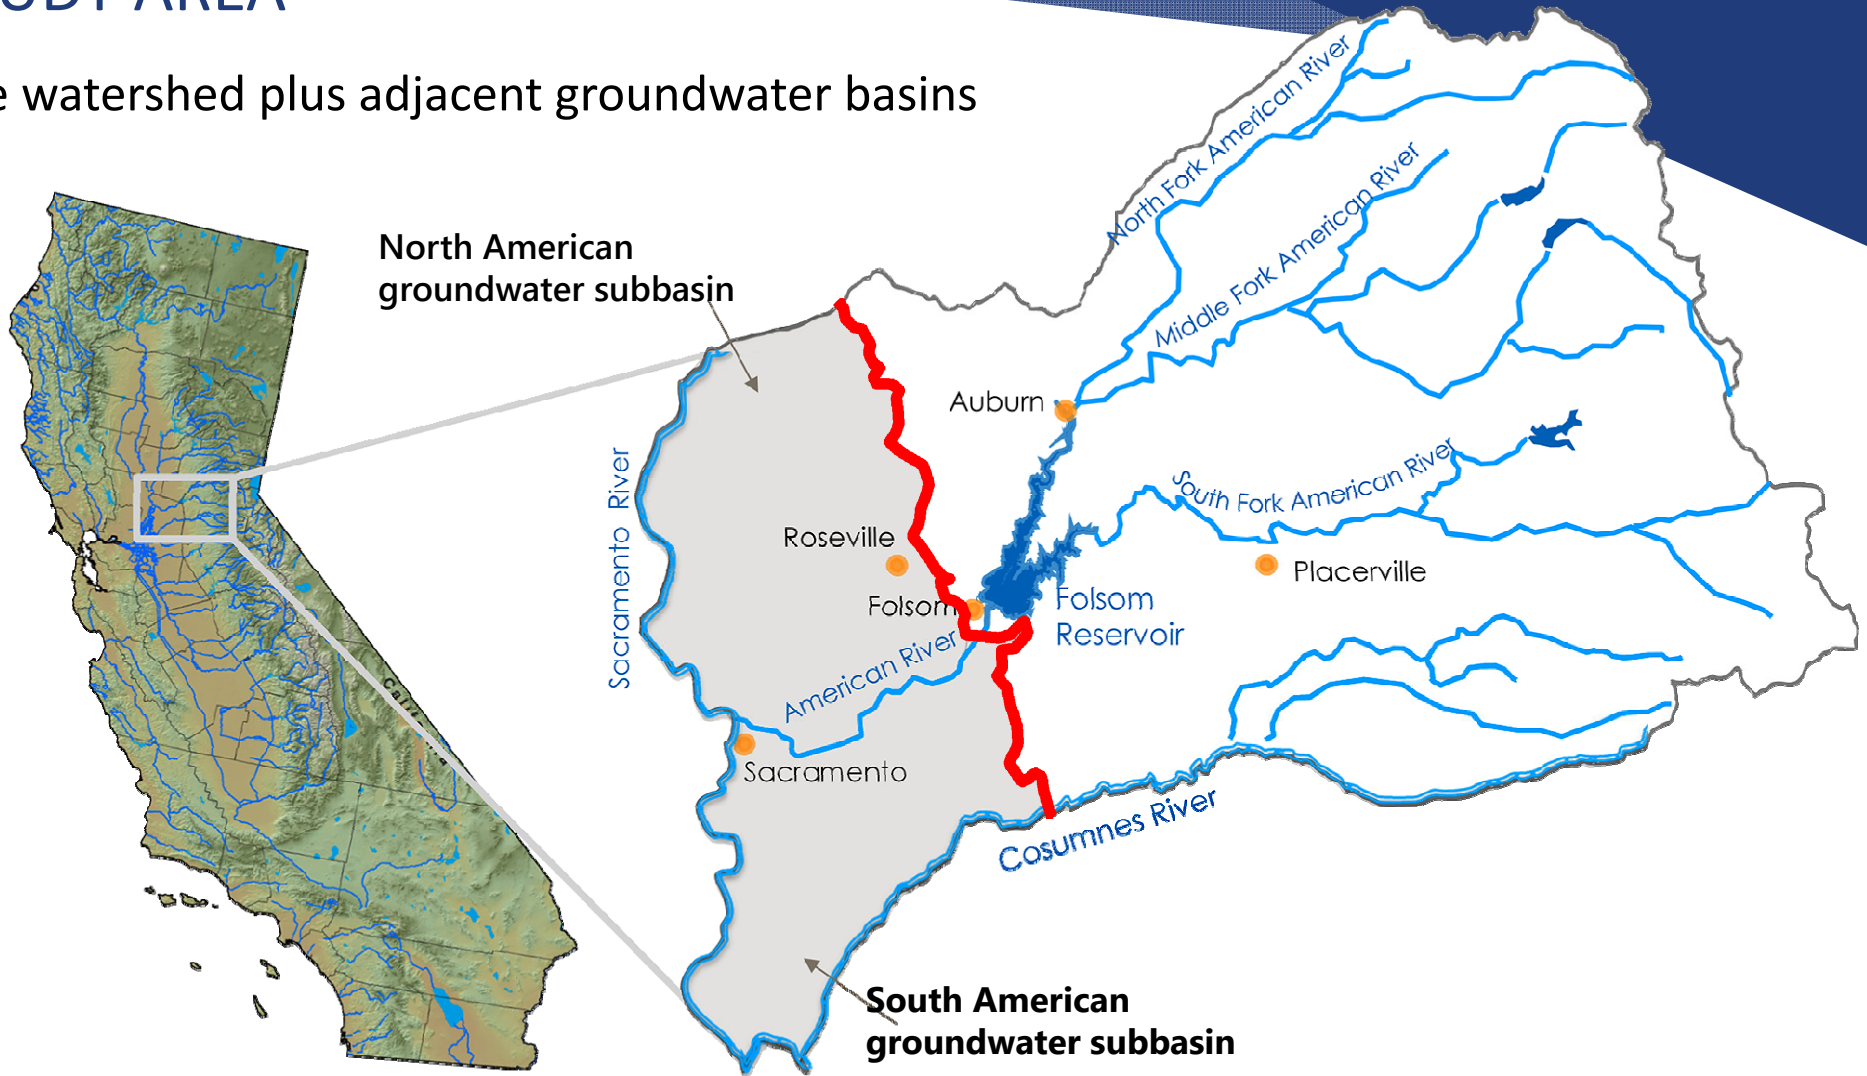 UDY AREA
e watershed plus adjacent groundwater basins
North American
groundwater subbasin
North Fork American River
Middle Fork American River
Auburn
South Fork American River
Sacramento River
Roseville
Placerville
Folsom
Folsom
Reservoir
American River
Sacramento
Cosumnes River
South American
groundwater subbasin